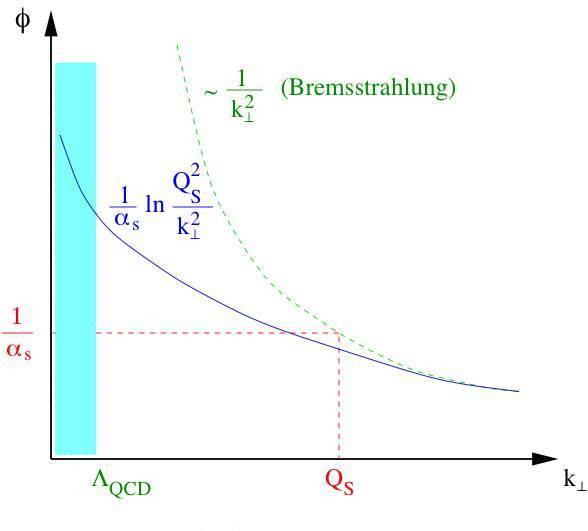 ϕ
~ 1/k⊥² (Bremsstrahlung)
1/αs ln QS²/k⊥²
1/αs
ΛQCD
QS
k⊥